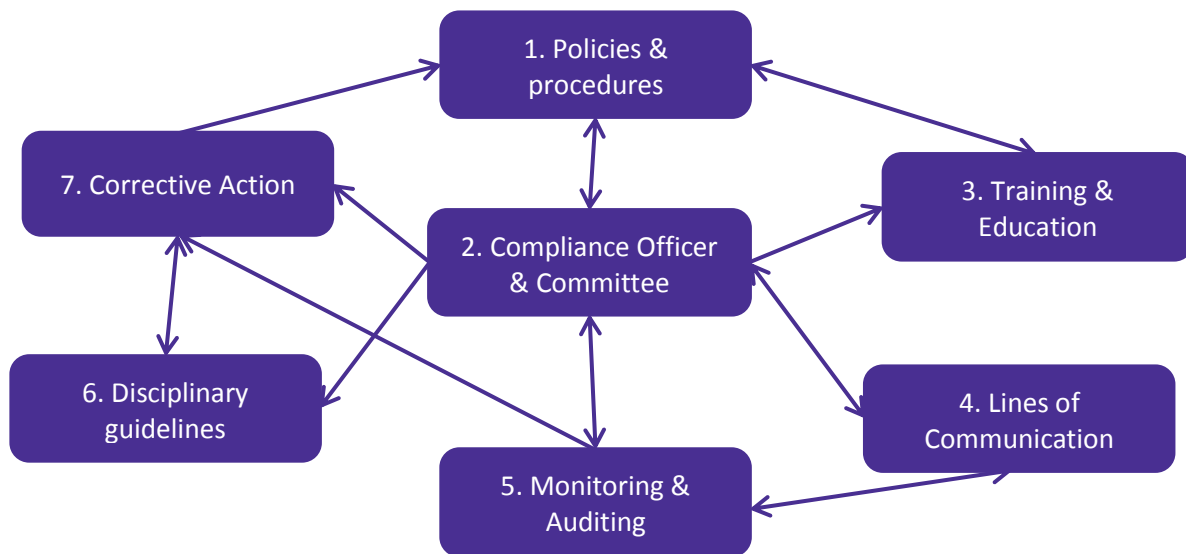 1. Policies &
procedures
7. Corrective Action
3. Training &
Education
2. Compliance Officer
& Committee
6. Disciplinary
guidelines
4. Lines of
Communication
5. Monitoring &
Auditing